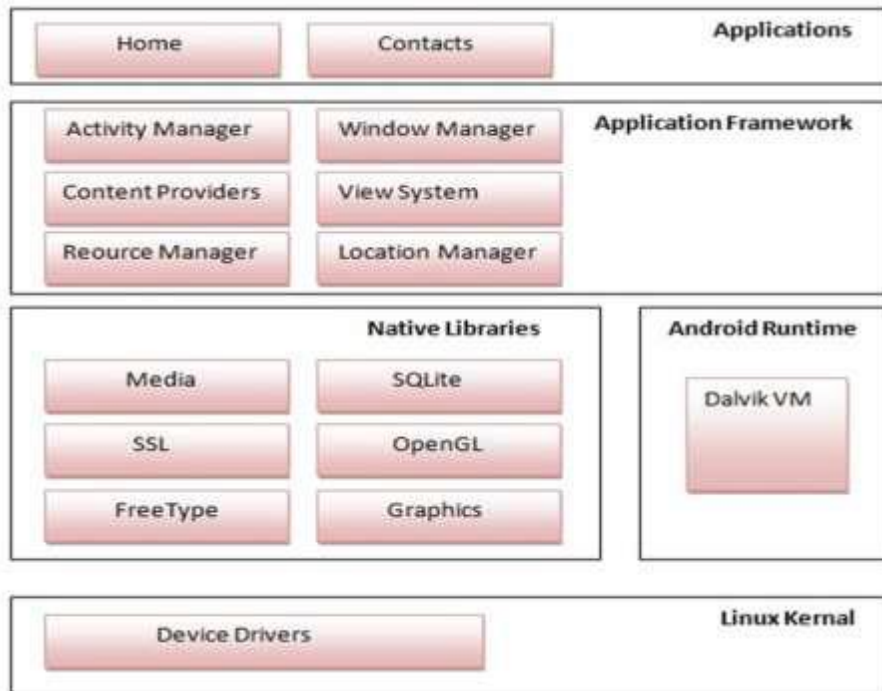 Applications
Home Contacts
Application Framework
Activity Manager Window Manager
Content Providers View System
Reource Manager Location Manager
Native Libraries
Media SQLite
SSL OpenGL
FreeType Graphics
Android Runtime
Dalvik VM
Linux Kernal
Device Drivers